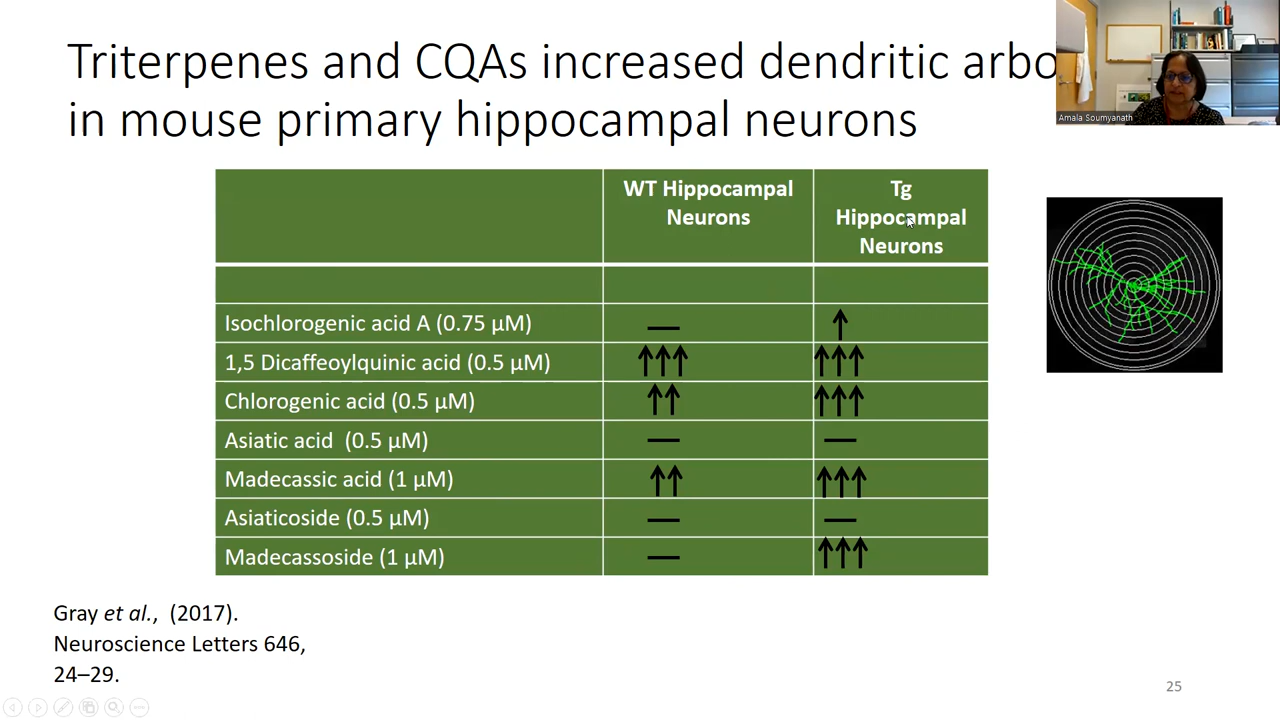 Triterpenes and CQAs increased dendritic arbo
in mouse primary hippocampal neurons
Amala Soumyanath
WT Hippocampal
Neurons
Tg
Hippocampal
Neurons
Isochlorogenic acid A (0.75 µM) — ↑
1,5 Dicaffeoylquinic acid (0.5 µM) ↑↑↑ ↑↑↑
Chlorogenic acid (0.5 µM) ↑↑ ↑↑↑
Asiatic acid (0.5 µM) — —
Madecassic acid (1 µM) ↑↑ ↑↑↑
Asiaticoside (0.5 µM) — —
Madecassoside (1 µM) — ↑↑↑
Gray et al., (2017).
Neuroscience Letters 646,
24–29.
25